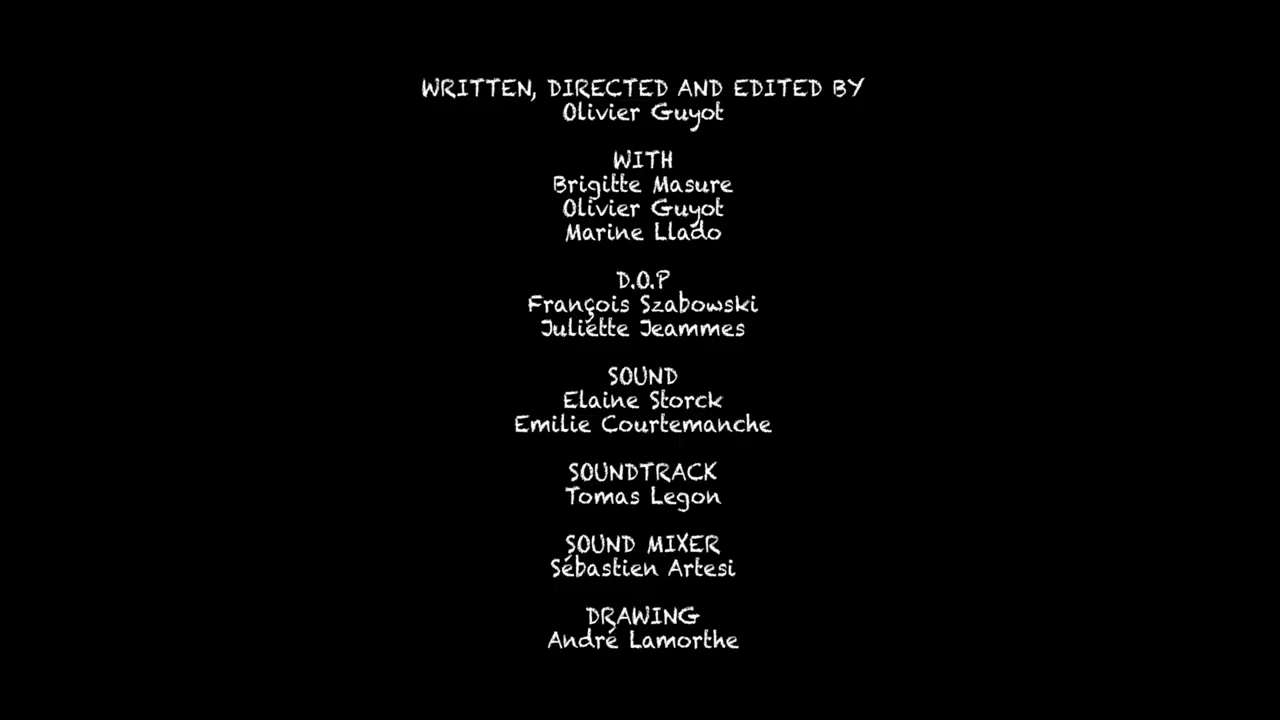 WRITTEN, DIRECTED AND EDITED BY
Olivier Guyot
WITH
Brigitte Masure
Olivier Guyot
Marine Llado
D.O.P
François Szabowski
Juliette Jeammes
SOUND
Elaine Storck
Emilie Courtemanche
SOUNDTRACK
Tomas Legon
SOUND MIXER
Sébastien Artesi
DRAWING
André Lamorthe